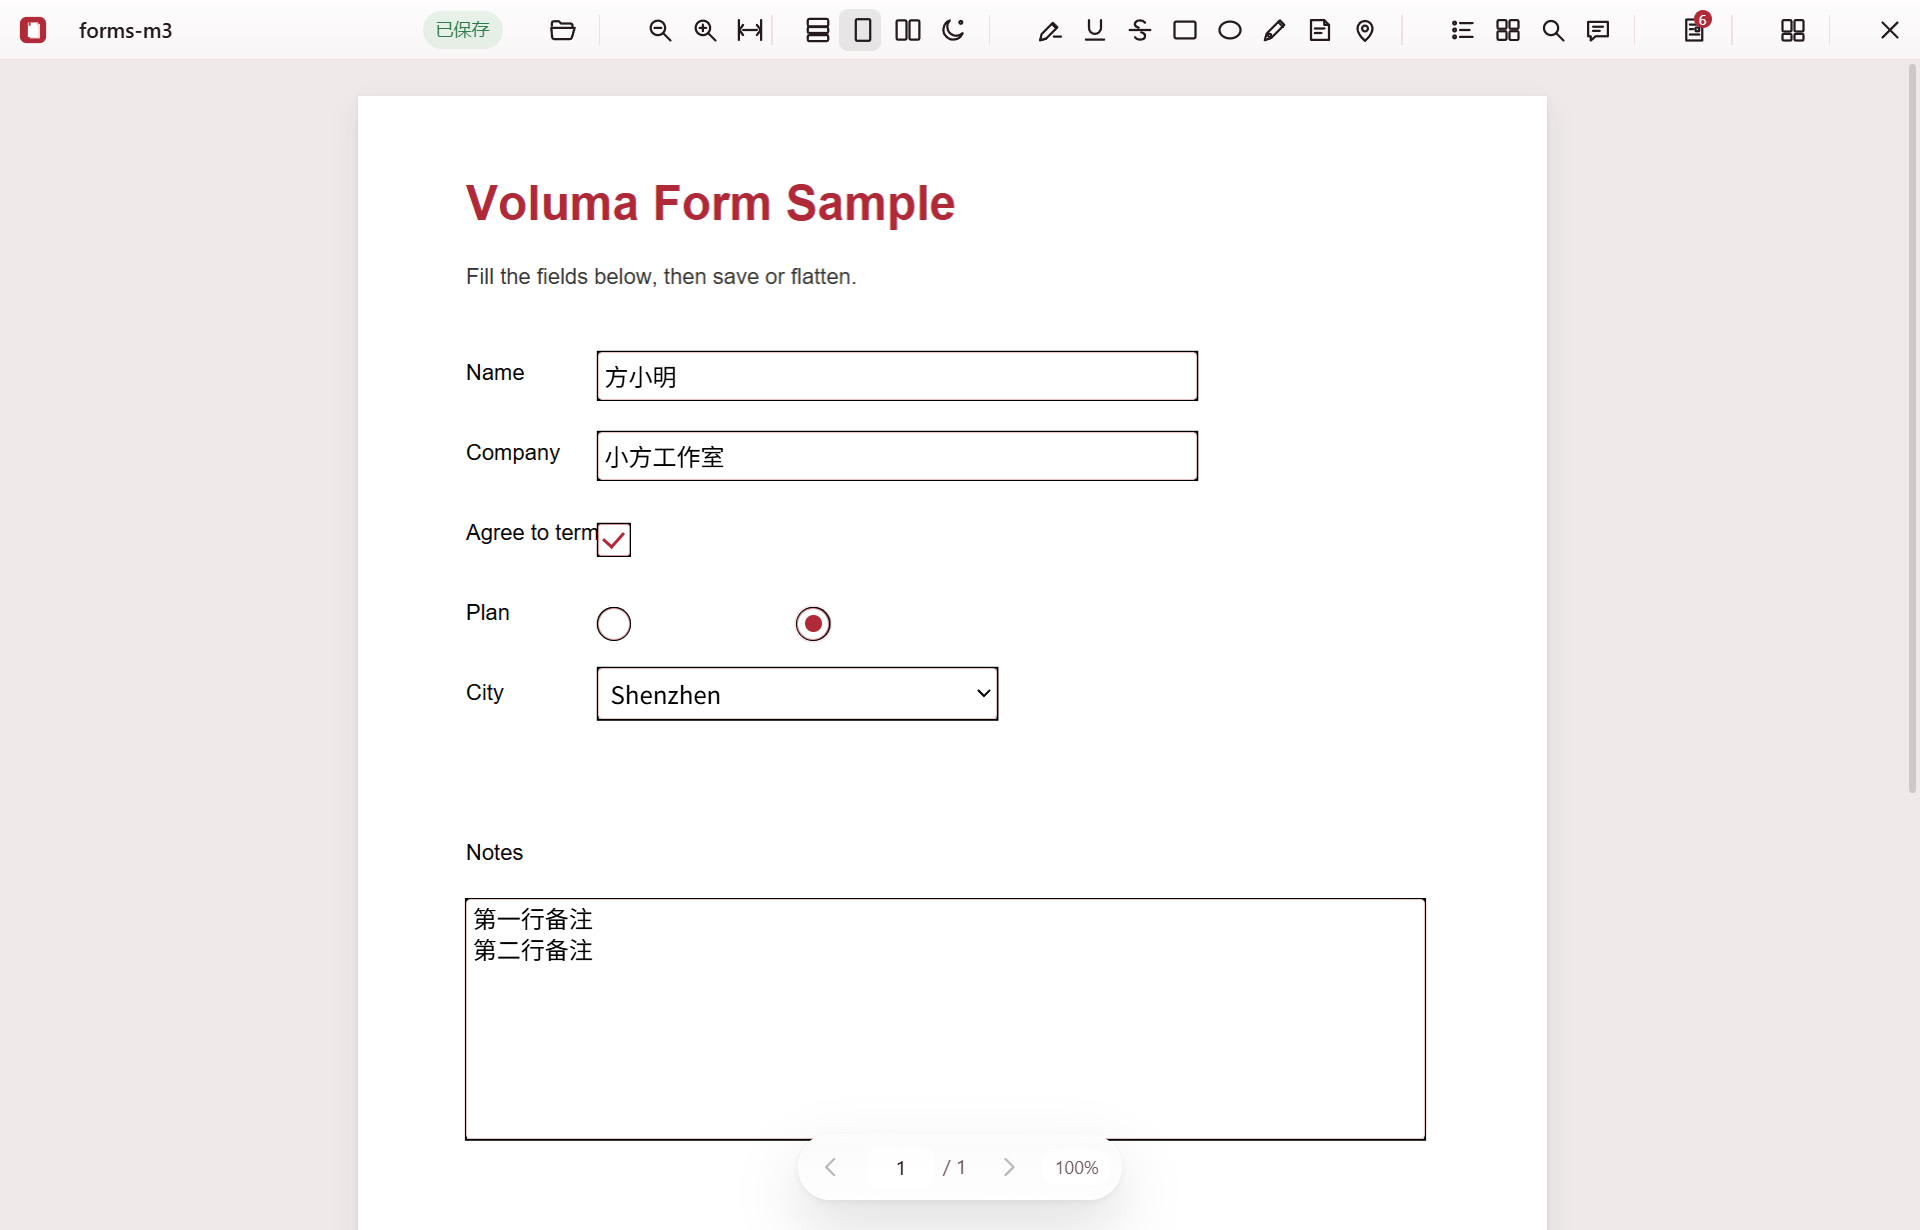 forms-m3
已保存
6
Voluma Form Sample
Fill the fields below, then save or flatten.
Name
方小明
Company
小方工作室
Agree to term
Plan
City
Shenzhen
Notes
第一行备注
第二行备注
1 / 1 100%